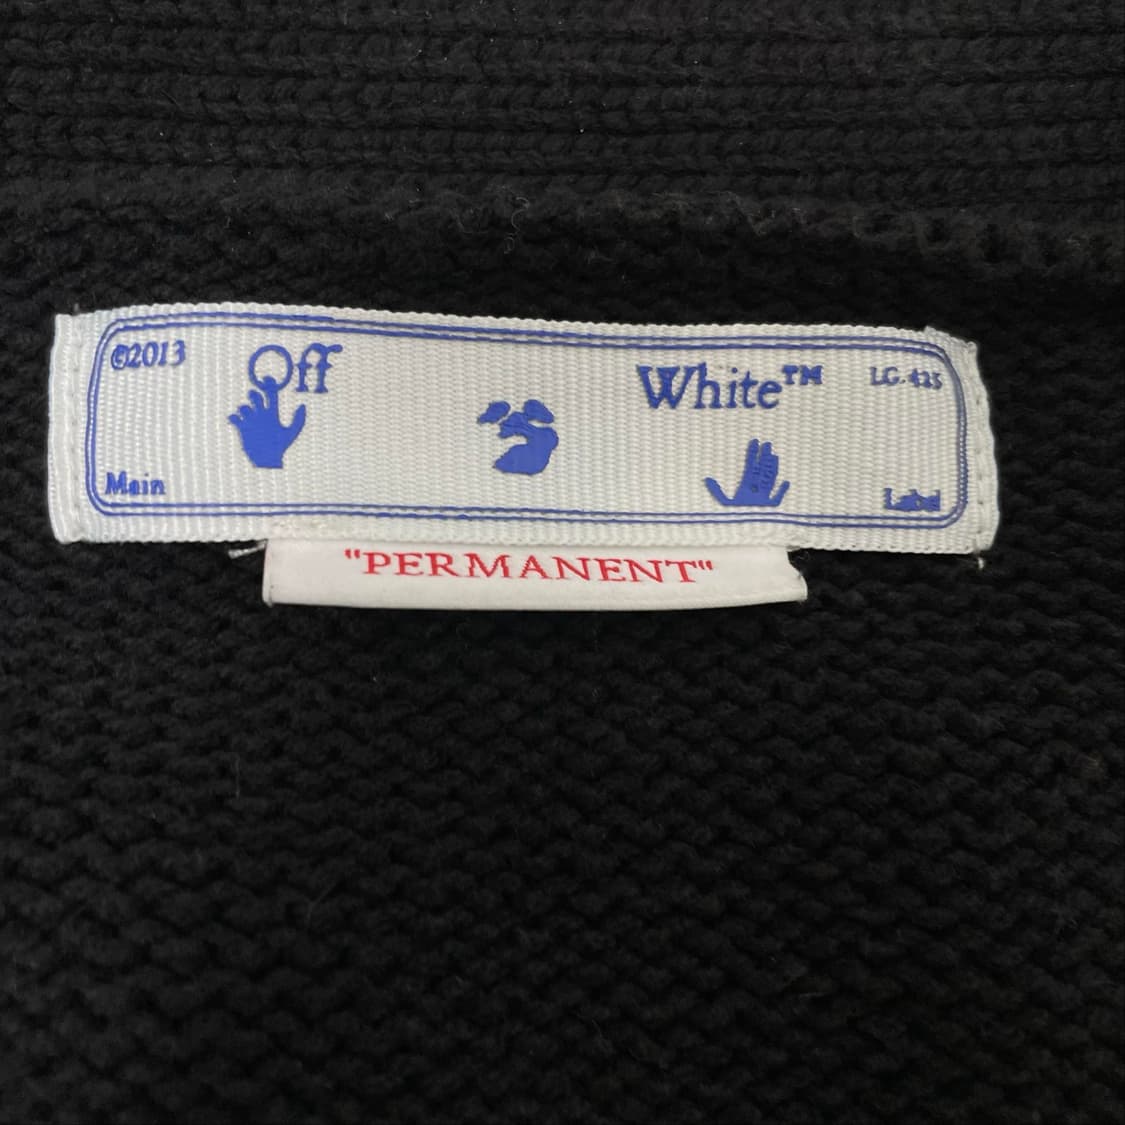 ©2013 Off White™ LG. 425
Main Label
"PERMANENT"